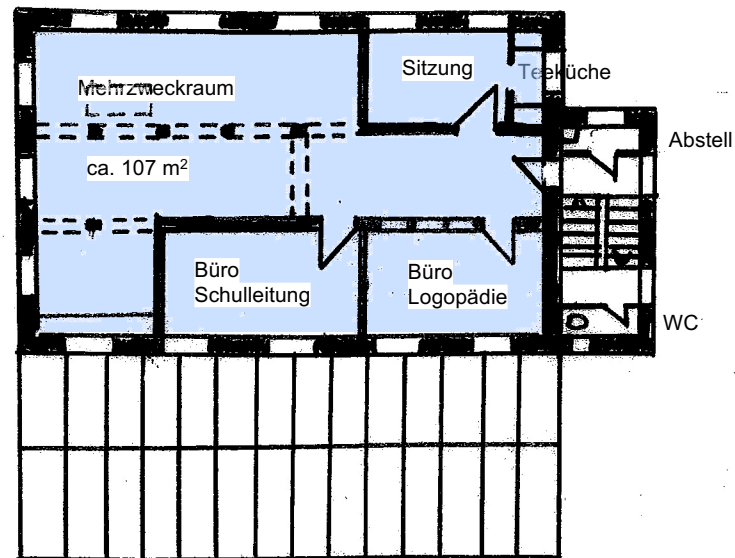 Mehrzweckraum
Sitzung
Teeküche
Abstell
ca. 107 m²
Büro
Schulleitung
Büro
Logopädie
WC